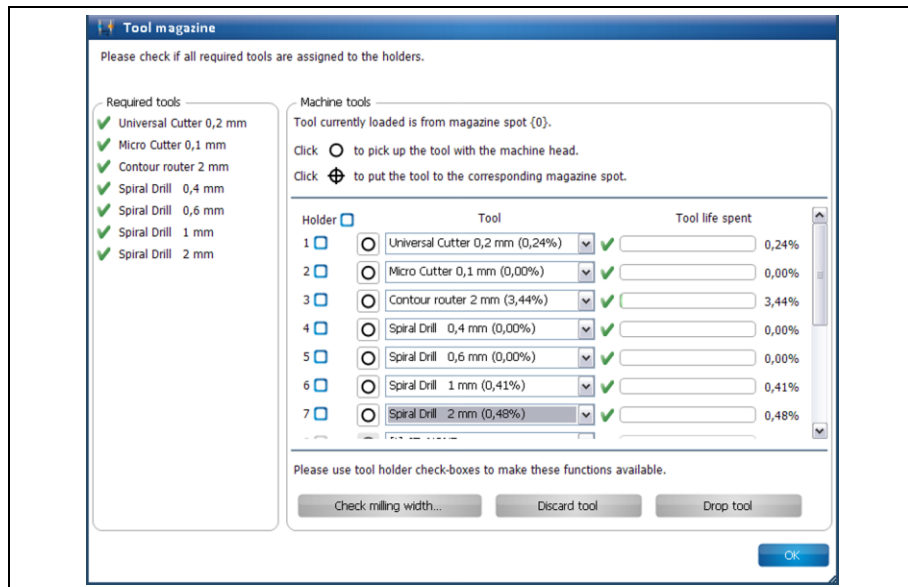 Tool magazine
Please check if all required tools are assigned to the holders.
Required tools
Universal Cutter 0,2 mm
Micro Cutter 0,1 mm
Contour router 2 mm
Spiral Drill 0,4 mm
Spiral Drill 0,6 mm
Spiral Drill 1 mm
Spiral Drill 2 mm
Machine tools
Tool currently loaded is from magazine spot {0}.
Click to pick up the tool with the machine head.
Click to put the tool to the corresponding magazine spot.
Holder Tool Tool life spent
1 Universal Cutter 0,2 mm (0,24%) 0,24%
2 Micro Cutter 0,1 mm (0,00%) 0,00%
3 Contour router 2 mm (3,44%) 3,44%
4 Spiral Drill 0,4 mm (0,00%) 0,00%
5 Spiral Drill 0,6 mm (0,00%) 0,00%
6 Spiral Drill 1 mm (0,41%) 0,41%
7 Spiral Drill 2 mm (0,48%) 0,48%
Please use tool holder check-boxes to make these functions available.
Check milling width... Discard tool Drop tool
OK